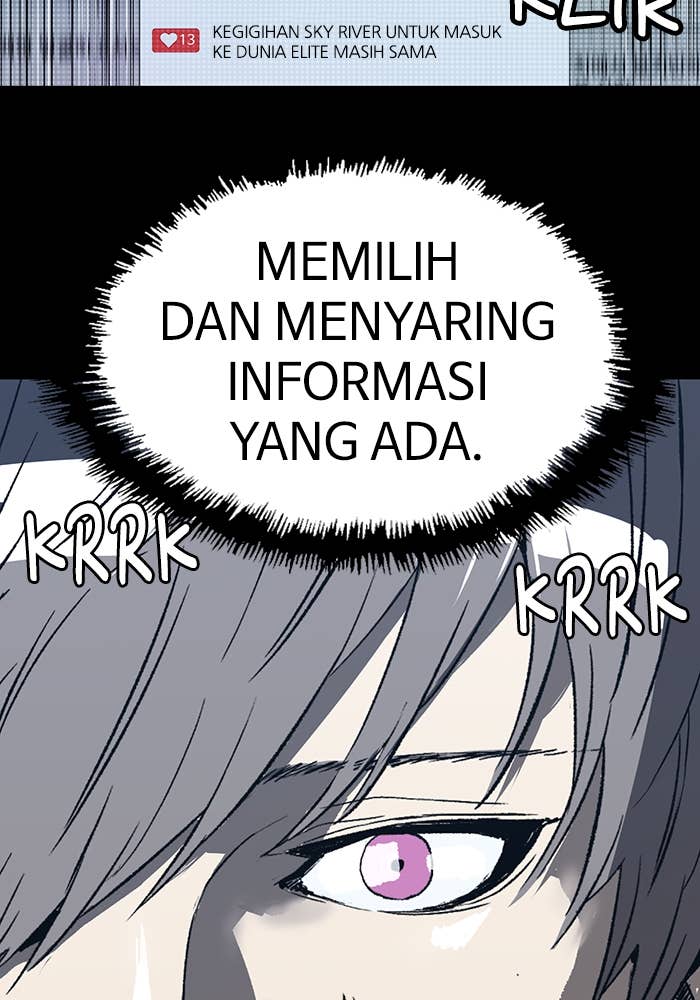 KLIK
13
KEGIGIHAN SKY RIVER UNTUK MASUK
KE DUNIA ELITE MASIH SAMA
MEMILIH
DAN MENYARING
INFORMASI
YANG ADA.
KRRK
KRRK